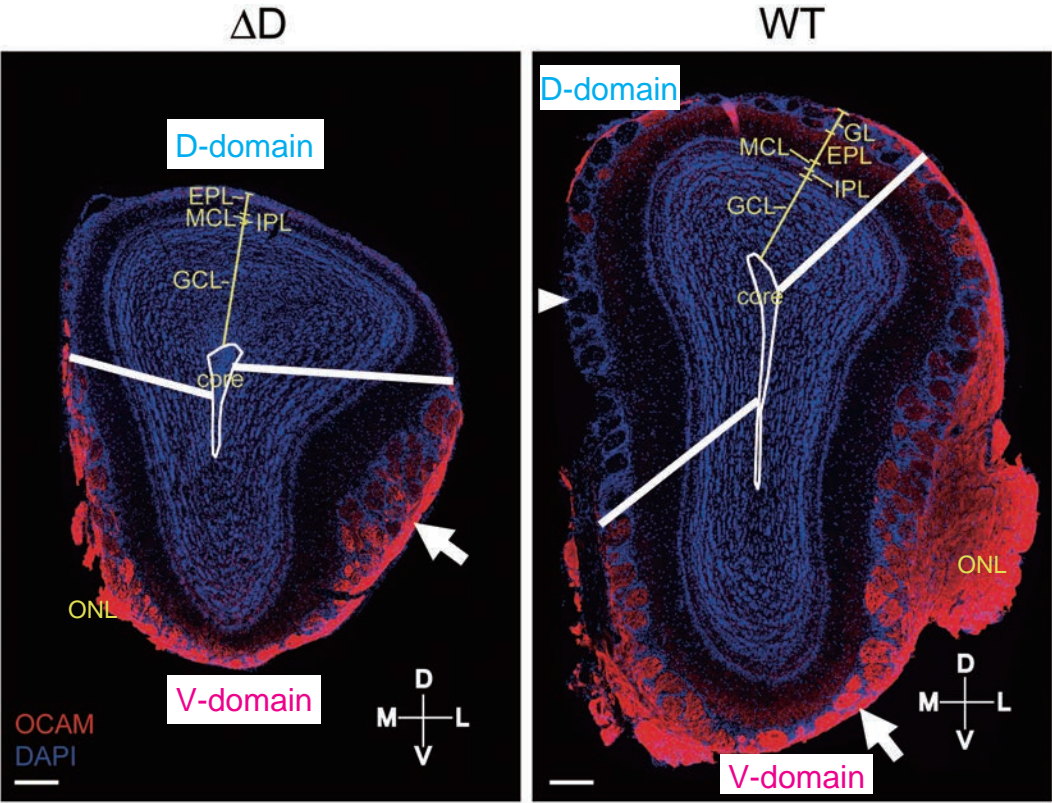 ΔD
WT
D-domain
EPL
MCL
IPL
GCL
core
ONL
V-domain
OCAM
DAPI
D
M
L
V
D-domain
GL
MCL
EPL
IPL
GCL
core
ONL
V-domain
D
M
L
V